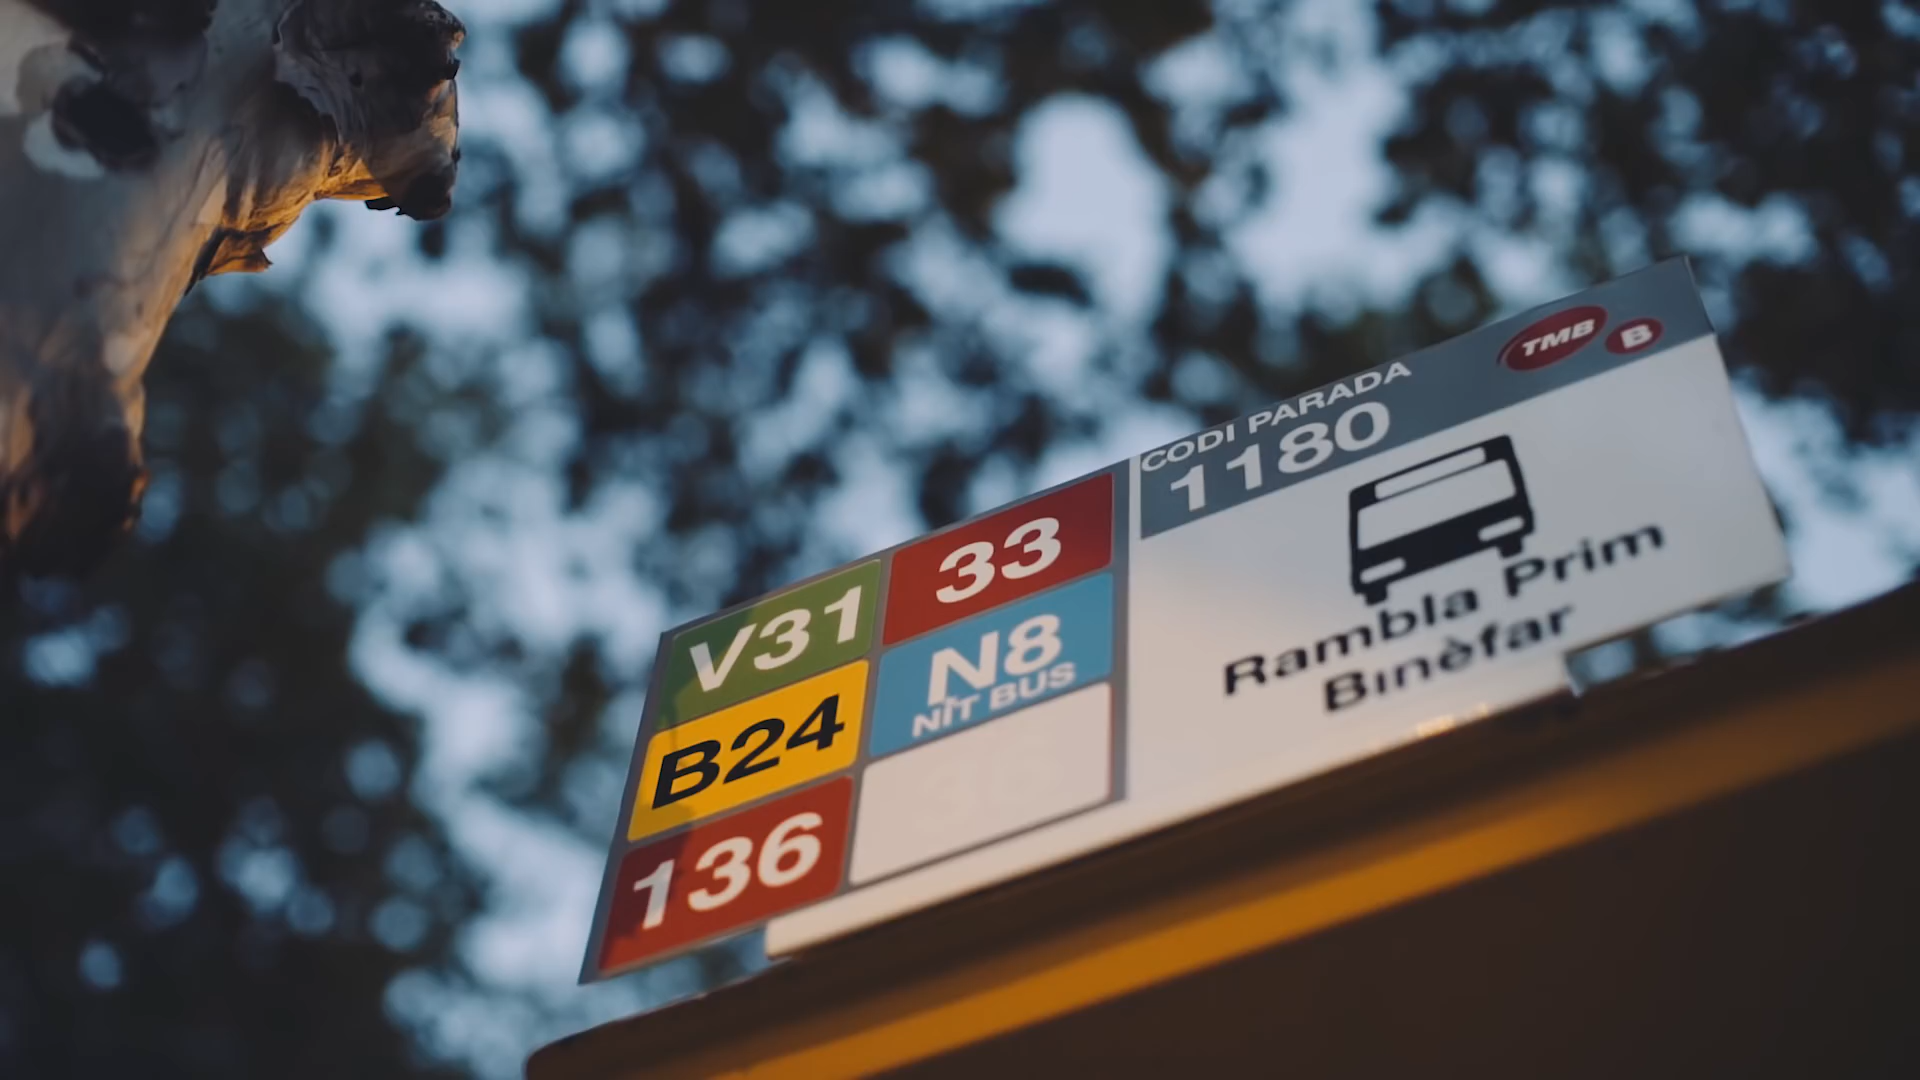 CODI PARADA
1180
TMB B
V31
33
B24
N8
NIT BUS
136
Rambla Prim
Binèfar